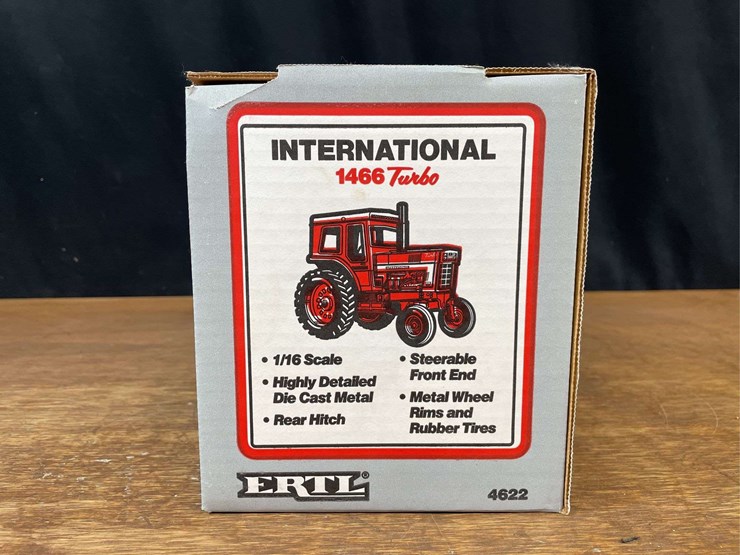 INTERNATIONAL
1466 Turbo
• 1/16 Scale
• Highly Detailed
Die Cast Metal
• Rear Hitch
• Steerable
Front End
• Metal Wheel
Rims and
Rubber Tires
ERTL®
4622